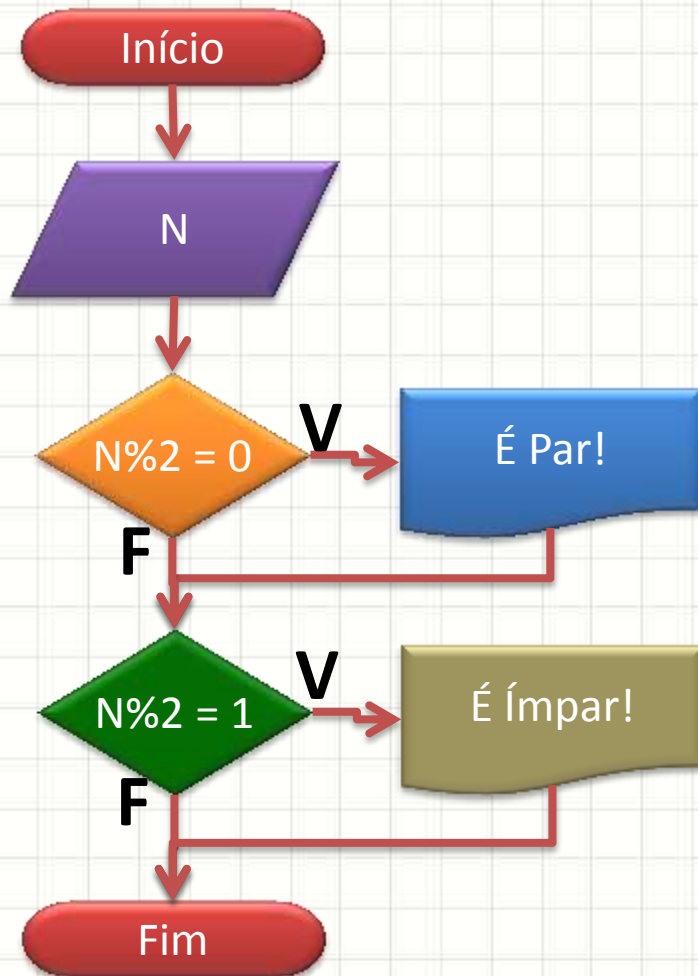 Início
N
N%2 = 0
V
É Par!
F
N%2 = 1
V
É Ímpar!
F
Fim